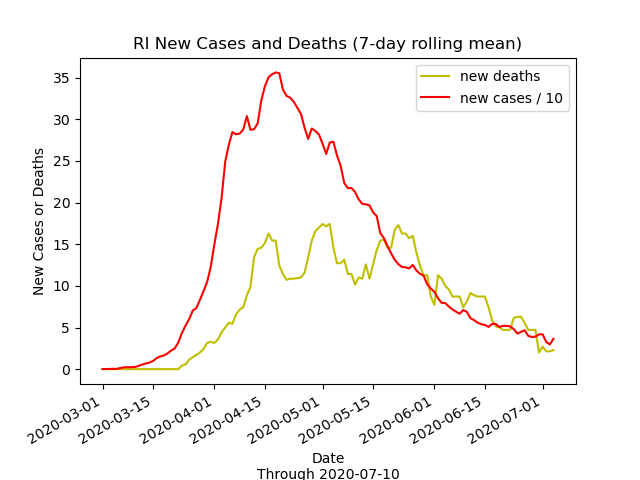 RI New Cases and Deaths (7-day rolling mean)
new deaths
new cases / 10
35
30
25
20
15
10
5
0
New Cases or Deaths
2020-03-01
2020-03-15
2020-04-01
2020-04-15
2020-05-01
2020-05-15
2020-06-01
2020-06-15
2020-07-01
Date
Through 2020-07-10